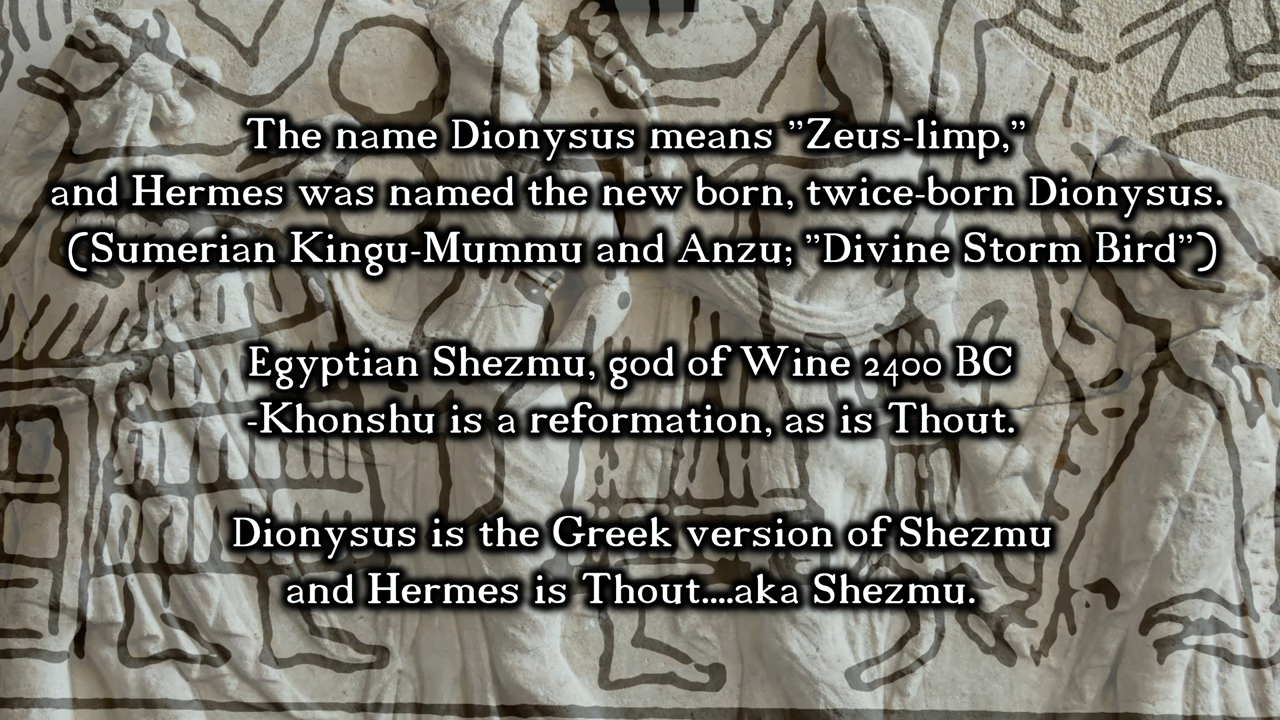 The name Dionysus means ”Zeus-limp,”
and Hermes was named the new born, twice-born Dionysus.
(Sumerian Kingu-Mummu and Anzu; ”Divine Storm Bird”)
Egyptian Shezmu, god of Wine 2400 BC
-Khonshu is a reformation, as is Thout.
Dionysus is the Greek version of Shezmu
and Hermes is Thout....aka Shezmu.